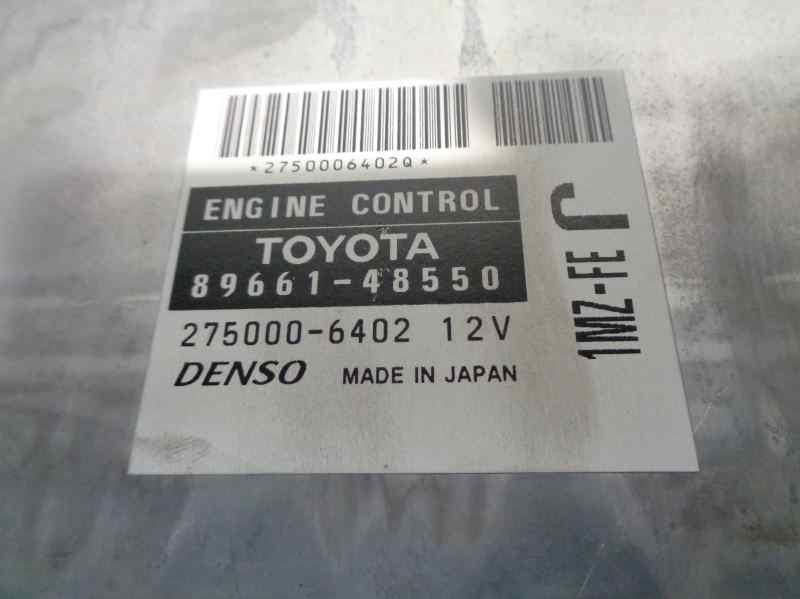 *2750006402Q*
ENGINE CONTROL
TOYOTA
89661-48550
275000-6402 12V
DENSO MADE IN JAPAN
1MZ-FE